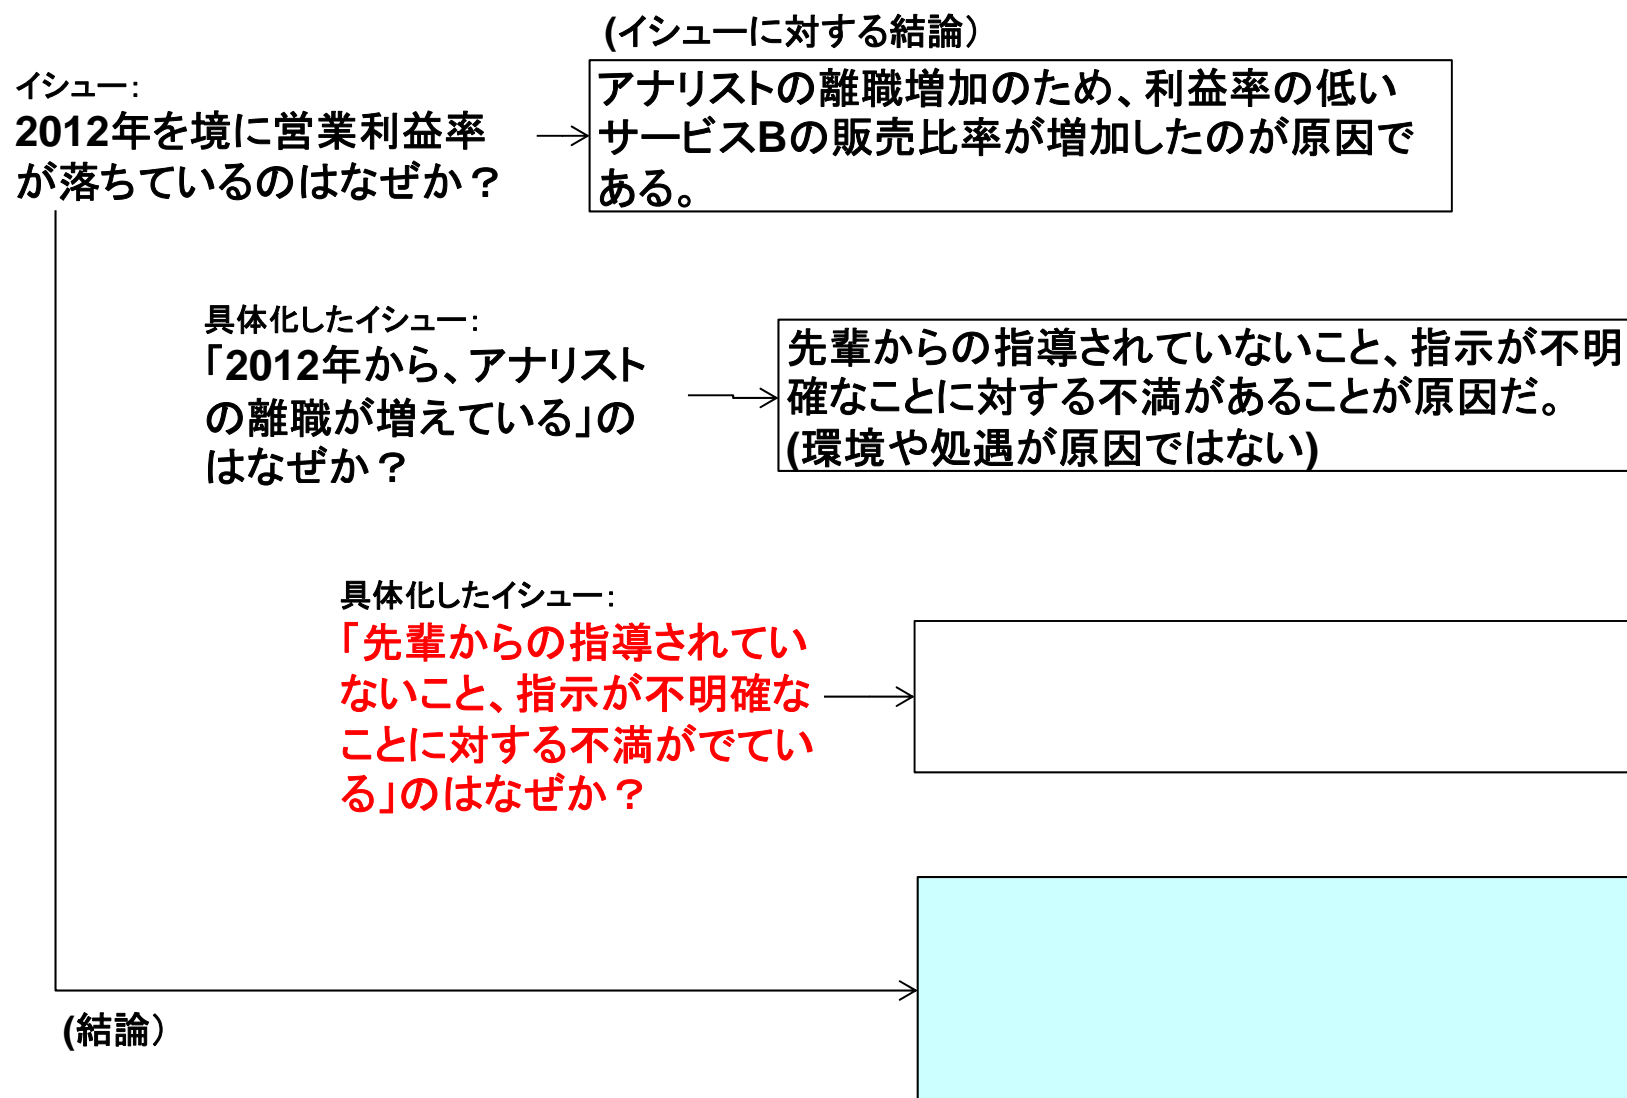 (イシューに対する結論）
イシュー：
2012年を境に営業利益率
が落ちているのはなぜか？
アナリストの離職増加のため、利益率の低い
サービスBの販売比率が増加したのが原因で
ある。
具体化したイシュー：
「2012年から、アナリスト
の離職が増えている」の
はなぜか？
先輩からの指導されていないこと、指示が不明
確なことに対する不満があることが原因だ。
(環境や処遇が原因ではない)
具体化したイシュー：
「先輩からの指導されてい
ないこと、指示が不明確な
ことに対する不満がでてい
る」のはなぜか？
(結論）